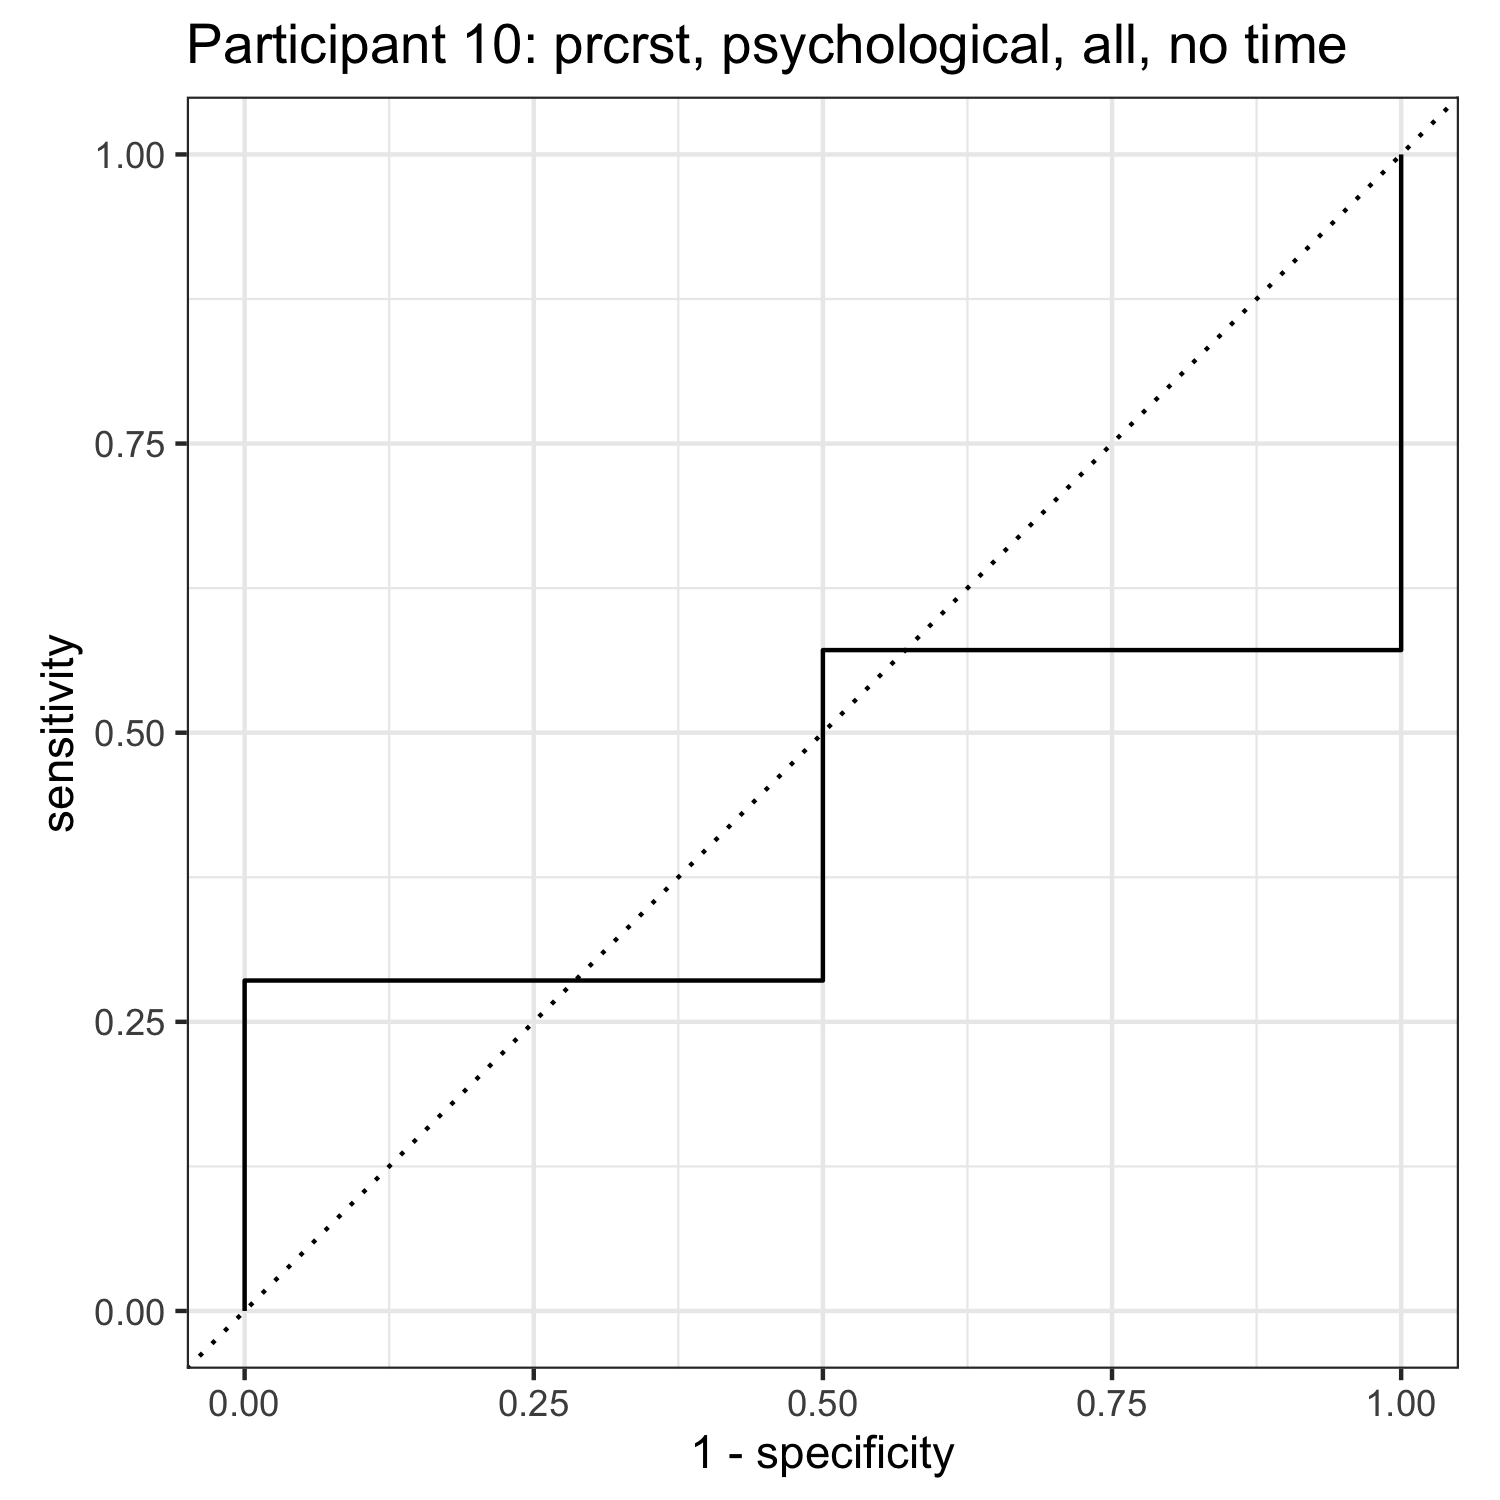 Participant 10: prcrst, psychological, all, no time
sensitivity
1.00
0.75
0.50
0.25
0.00
0.00 0.25 0.50 0.75 1.00
1 - specificity